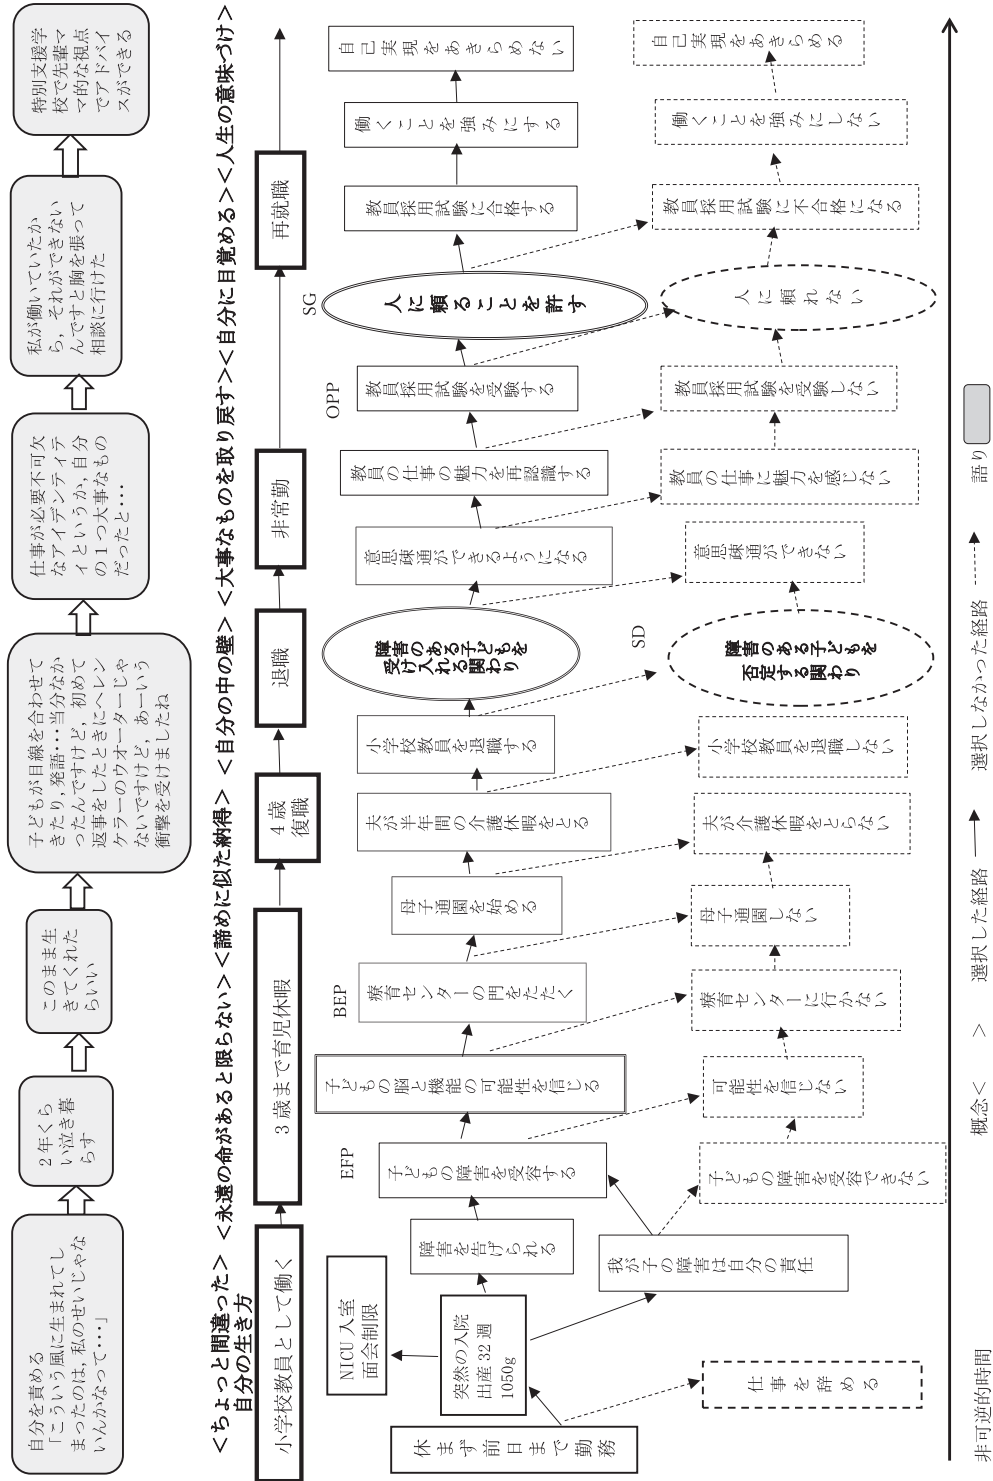 自分を責める
「こういう風に生まれてし
まったのは，私のせいじゃな
いんかなって・・・」
2年くら
い泣き暮
らす
このまま生
きてくれた
らいい
子どもが目線を合わせて
きたり，発語・・・当分なか
ったんですけど，初めて
返事をしたときにヘレン
ケラーのウオーターじゃ
ないですけど，あーいう
衝撃を受けましたね
仕事が必要不可欠
なアイデンティテ
ィというか，自分
の1つ大事なもの
だったと・・・
私が働いていたか
ら，それができない
んですと胸を張って
相談に行けた
特別支援学
校で先輩マ
マ的な視点
でアドバイ
スができる
＜ちょっと間違った＞
自分の生き方
＜永遠の命があると限らない＞
＜諦めに似た納得＞
＜自分の中の壁＞
＜大事なものを取り戻す＞
＜自分に目覚める＞
＜人生の意味づけ＞
小学校教員として働く
3歳まで育児休暇
4歳
復職
退職
非常勤
再就職
NICU入室
面会制限
休まず前日まで勤務
突然の入院
出産32週
1050g
仕事を辞める
障害を告げられる
我が子の障害は自分の責任
EFP
子どもの障害を受容する
子どもの障害を受容できない
子どもの脳と機能の可能性を信じる
可能性を信じない
BEP
療育センターの門をたたく
療育センターに行かない
母子通園を始める
母子通園しない
夫が半年間の介護休暇をとる
夫が介護休暇をとらない
小学校教員を退職する
小学校教員を退職しない
障害のある子どもを
受け入れる関わり
SD
障害のある子どもを
否定する関わり
意思疎通ができるようになる
意思疎通ができない
教員の仕事の魅力を再認識する
教員の仕事に魅力を感じない
OPP
教員採用試験を受験する
教員採用試験を受験しない
SG
人に頼ることを許す
人に頼れない
教員採用試験に合格する
教員採用試験に不合格になる
働くことを強みにする
働くことを強みにしない
自己実現をあきらめない
自己実現をあきらめる
非可逆的時間
概念＜　　＞
選択した経路
選択しなかった経路
語り